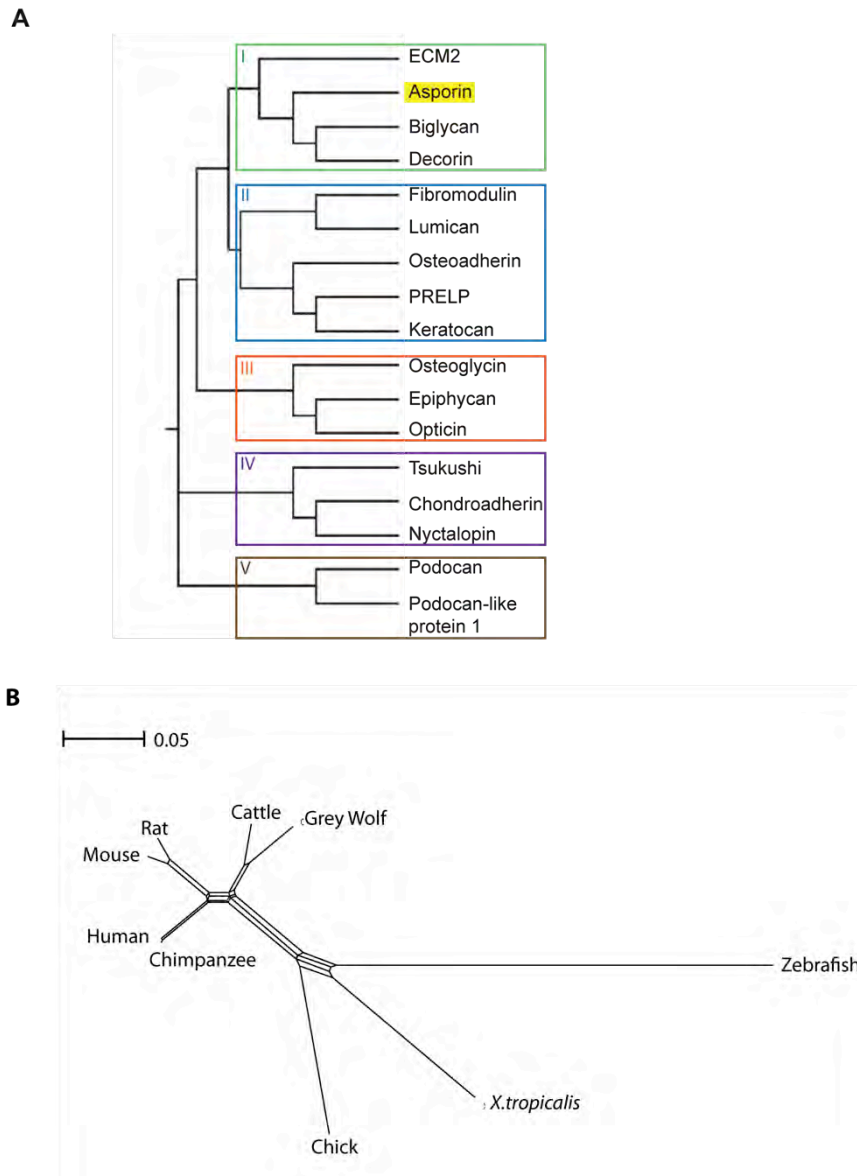 A
I
ECM2
Asporin
Biglycan
Decorin
II
Fibromodulin
Lumican
Osteoadherin
PRELP
Keratocan
III
Osteoglycin
Epiphycan
Opticin
IV
Tsukushi
Chondroadherin
Nyctalopin
V
Podocan
Podocan-like
protein 1
B
0.05
Cattle
Grey Wolf
Rat
Mouse
Human
Chimpanzee
Zebrafish
X.tropicalis
Chick